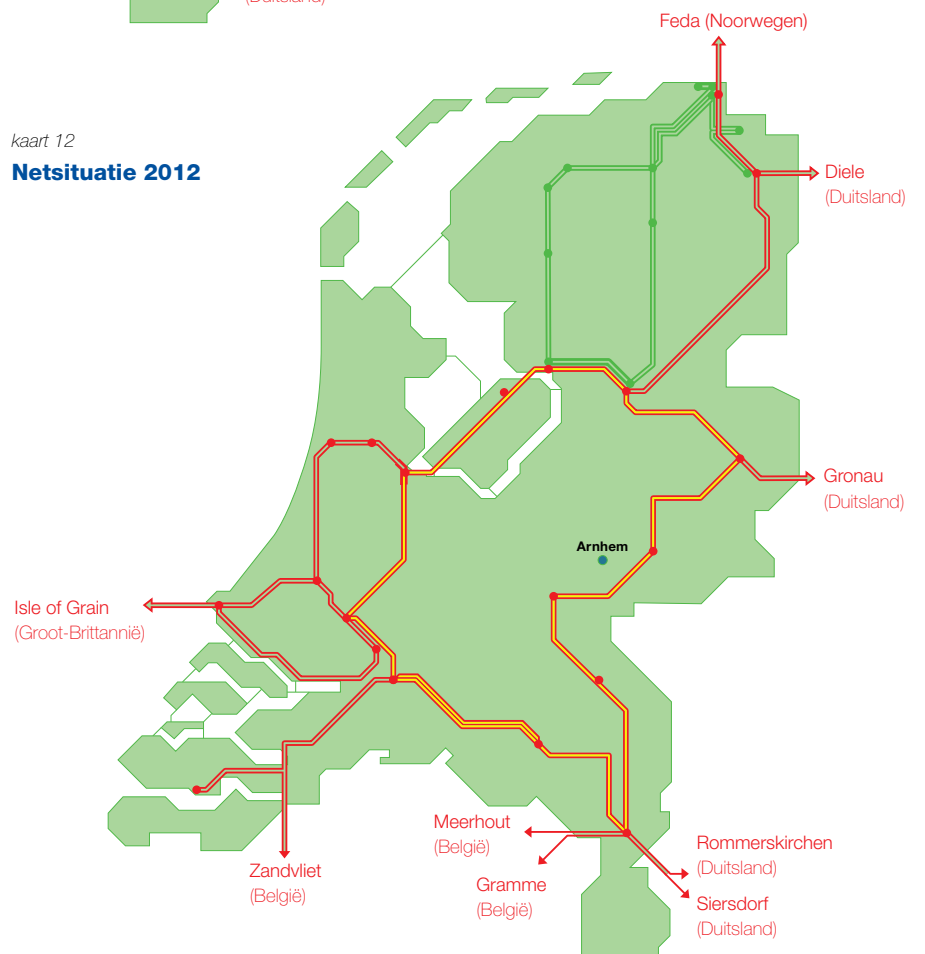 (Duitsland)
Feda (Noorwegen)
kaart 12
Netsituatie 2012
Diele
(Duitsland)
Gronau
(Duitsland)
Arnhem
Isle of Grain
(Groot-Brittannië)
Meerhout
(België)
Rommerskirchen
(Duitsland)
Zandvliet
(België)
Gramme
(België)
Siersdorf
(Duitsland)